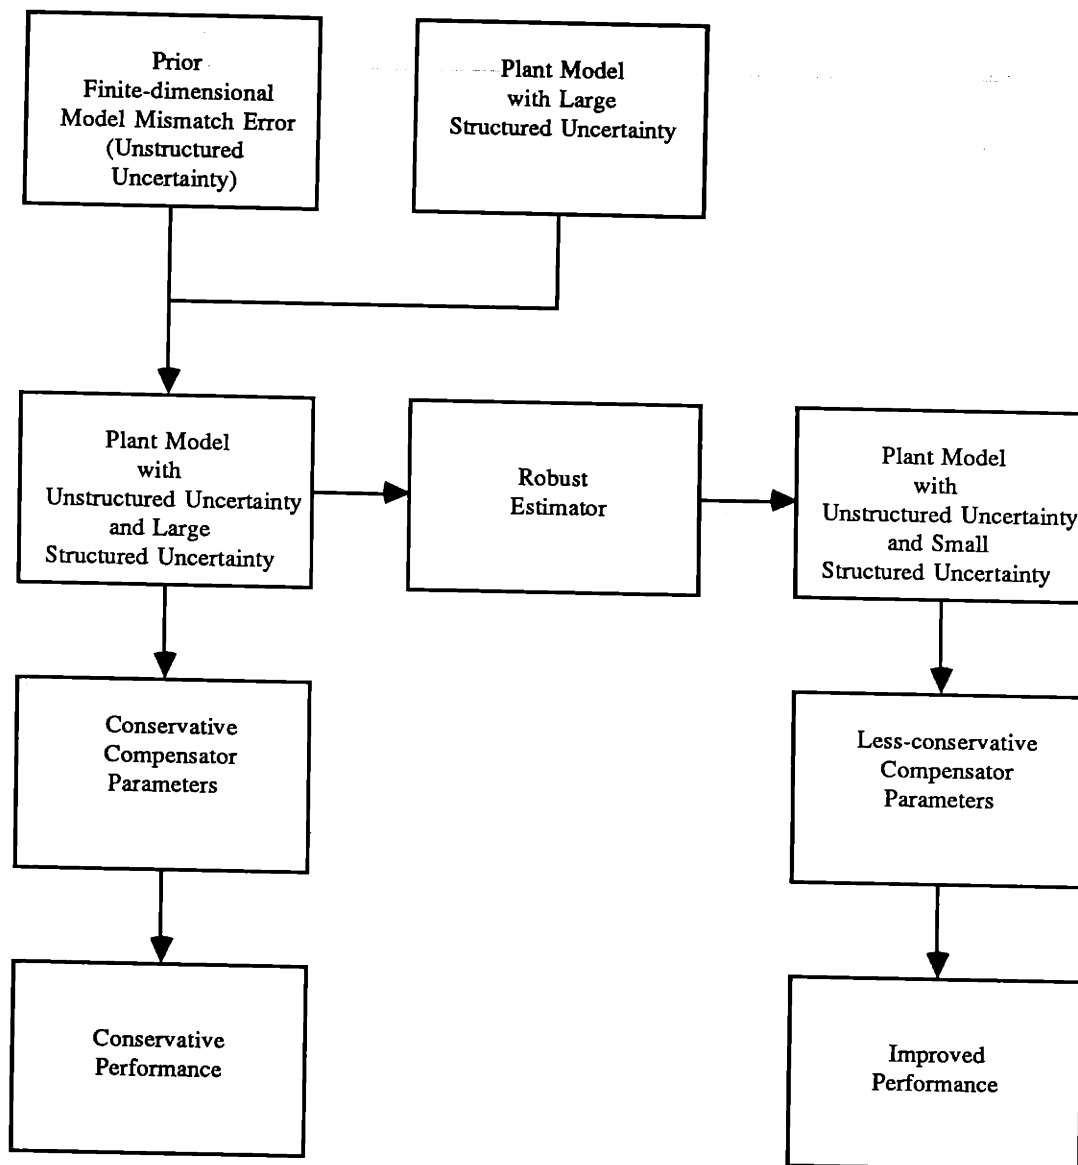 Prior
Finite-dimensional
Model Mismatch Error
(Unstructured
Uncertainty)
Plant Model
with Large
Structured Uncertainty
Plant Model
with
Unstructured Uncertainty
and Large
Structured Uncertainty
Robust
Estimator
Plant Model
with
Unstructured Uncertainty
and Small
Structured Uncertainty
Conservative
Compensator
Parameters
Less-conservative
Compensator
Parameters
Conservative
Performance
Improved
Performance